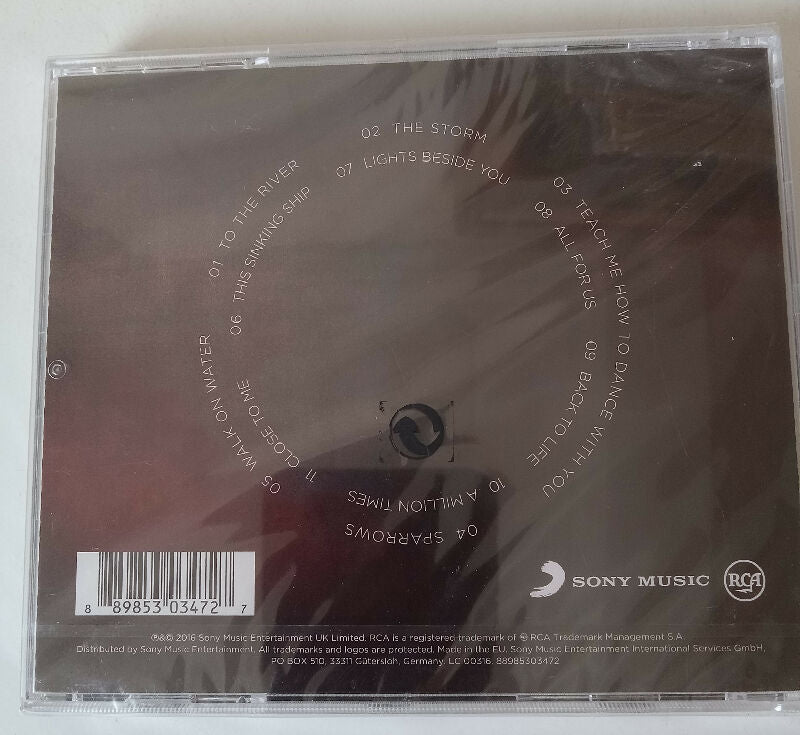 01 TO THE RIVER
02 THE STORM
03 TEACH ME HOW TO DANCE WITH YOU
04 SPARROWS
05 WALK ON WATER
06 THIS SINKING SHIP
07 LIGHTS BESIDE YOU
08 ALL FOR US
09 BACK TO LIFE
10 A MILLION TIMES
11 CLOSE TO ME
SONY MUSIC RCA
8 89853 03472 7
℗&© 2016 Sony Music Entertainment UK Limited. RCA is a registered trademark of RCA Trademark Management S.A.
Distributed by Sony Music Entertainment. All trademarks and logos are protected. Made in the EU. Sony Music Entertainment International Services GmbH,
PO BOX 510, 33311 Gütersloh, Germany. LC 00316. 88985303472